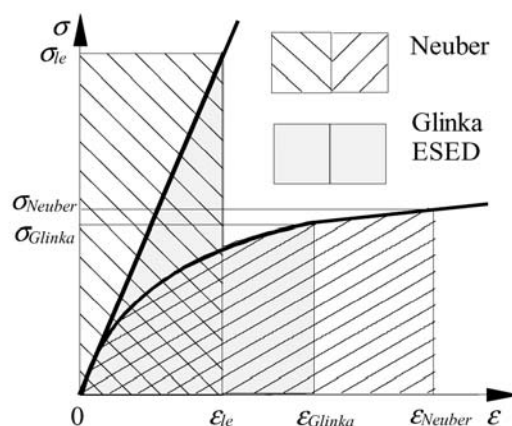 σ
σle
Neuber
Glinka
ESED
σNeuber
σGlinka
0
εle
εGlinka
εNeuber
ε